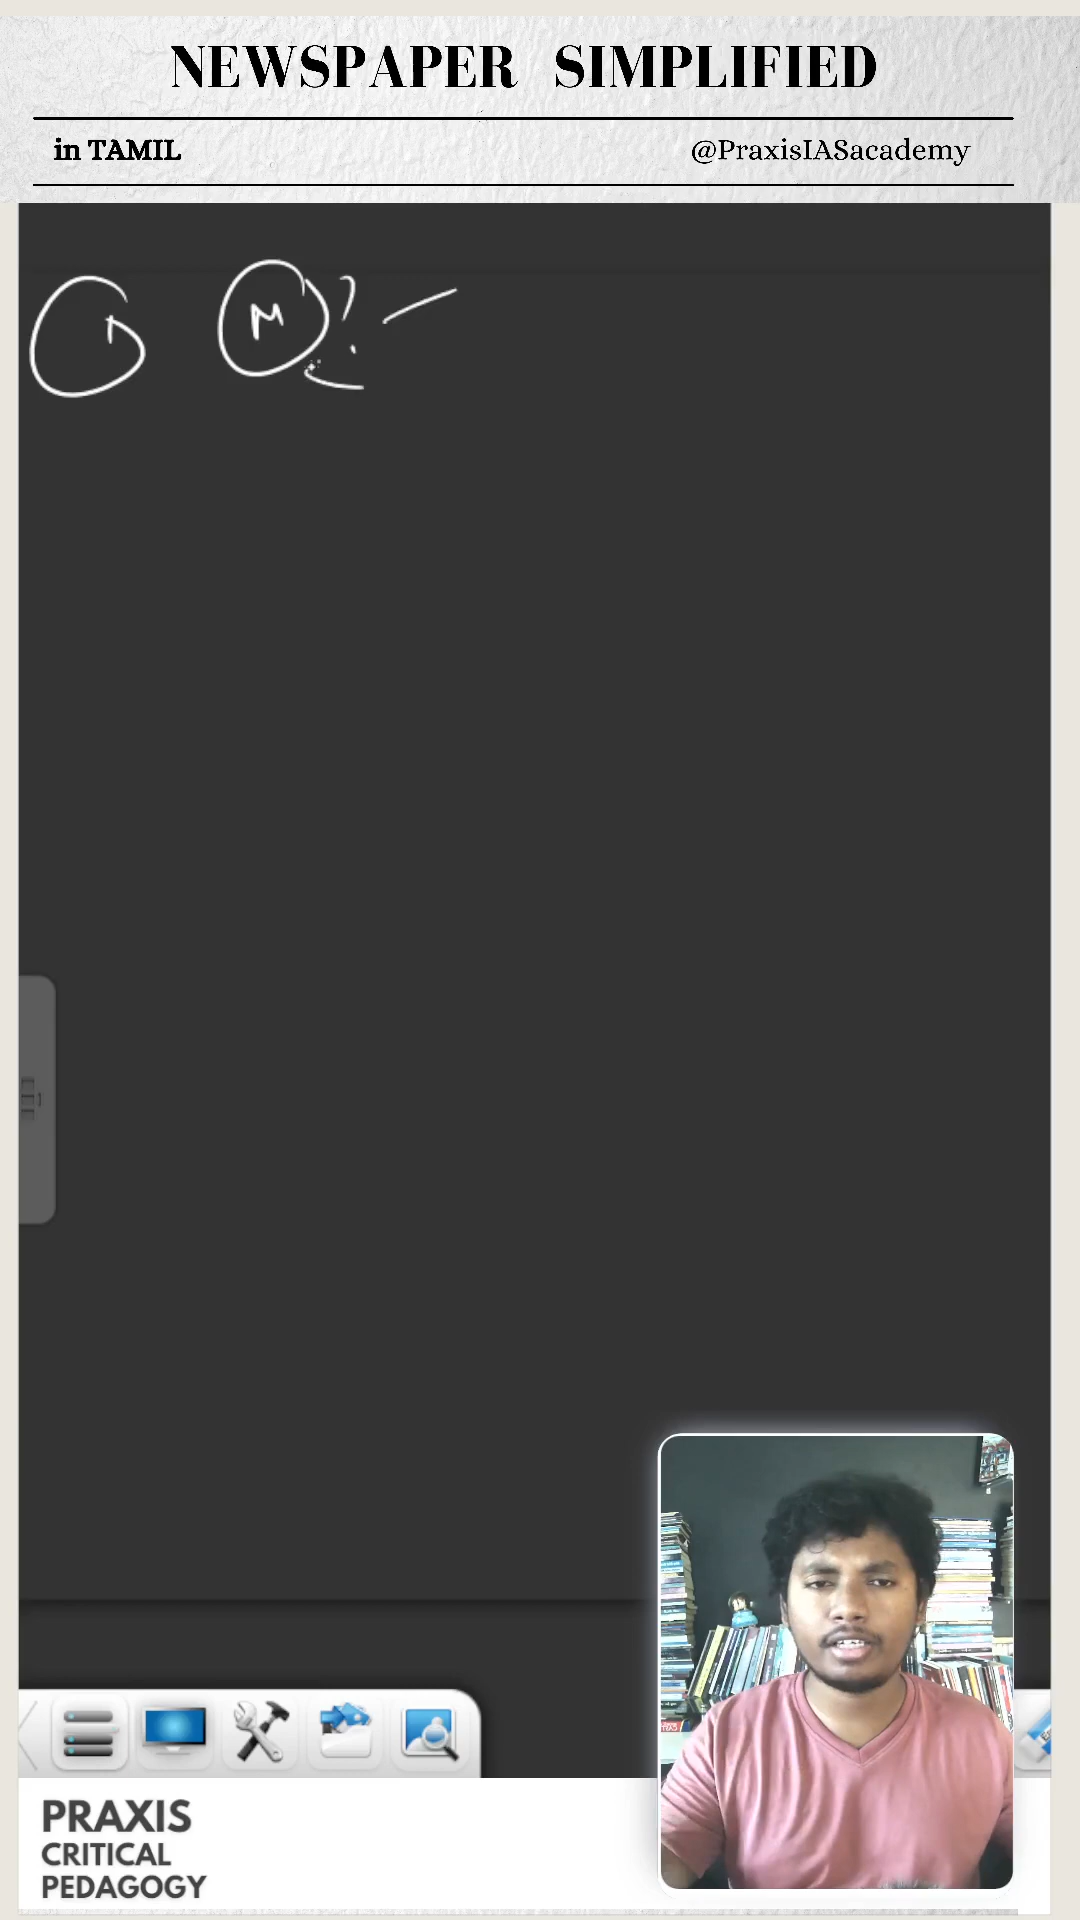 NEWSPAPER SIMPLIFIED
in TAMIL
@PraxisIASacademy
G M ?
PRAXIS
CRITICAL
PEDAGOGY